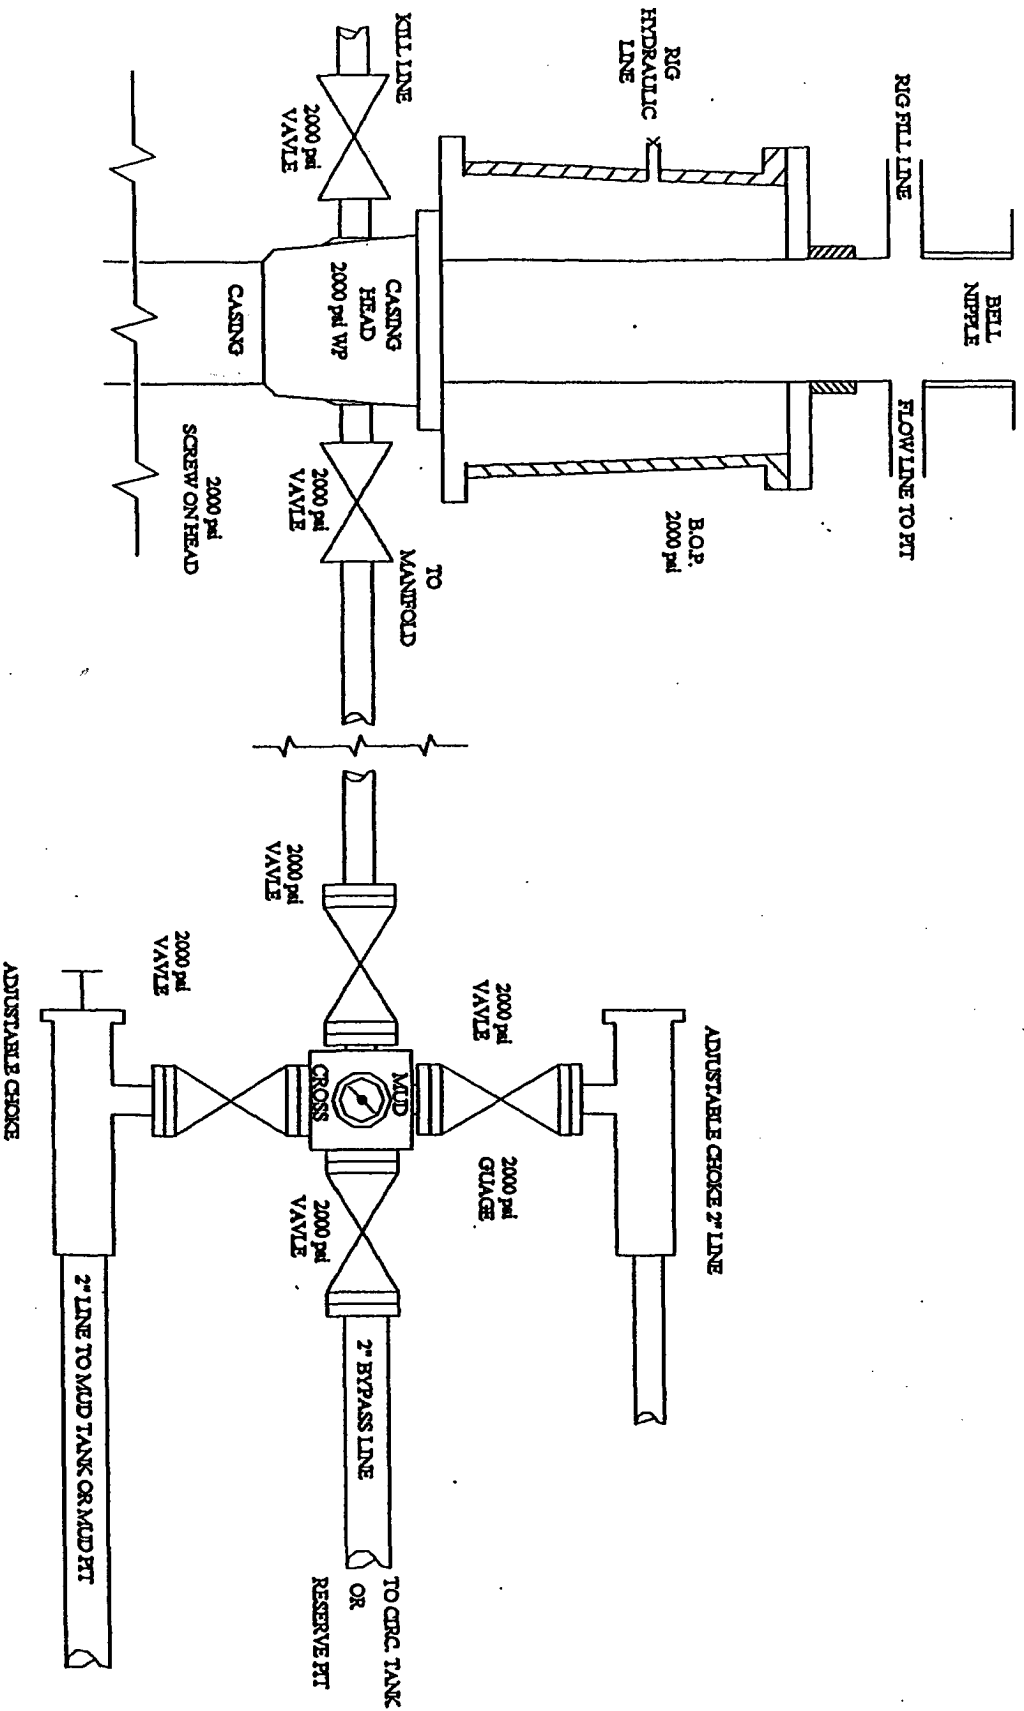 BELL
NIPPLE
RIG FILL LINE
FLOW LINE TO PIT
RIG
HYDRAULIC
LINE
B.O.P.
2000 psi
KILL LINE
2000 psi
VAVLE
CASING
HEAD
2000 psi WP
2000 psi
VAVLE
TO
MANIFOLD
CASING
2000 psi
SCREW ON HEAD
ADJUSTABLE CHOKE 2" LINE
2000 psi
VAVLE
2000 psi
GUAGE
2000 psi
VAVLE
MUD
CROSS
2000 psi
VAVLE
2" BYPASS LINE
TO CIRC. TANK
OR
RESERVE PIT
2000 psi
VAVLE
2" LINE TO MUD TANK OR MUD PIT
ADJUSTABLE CHOKE